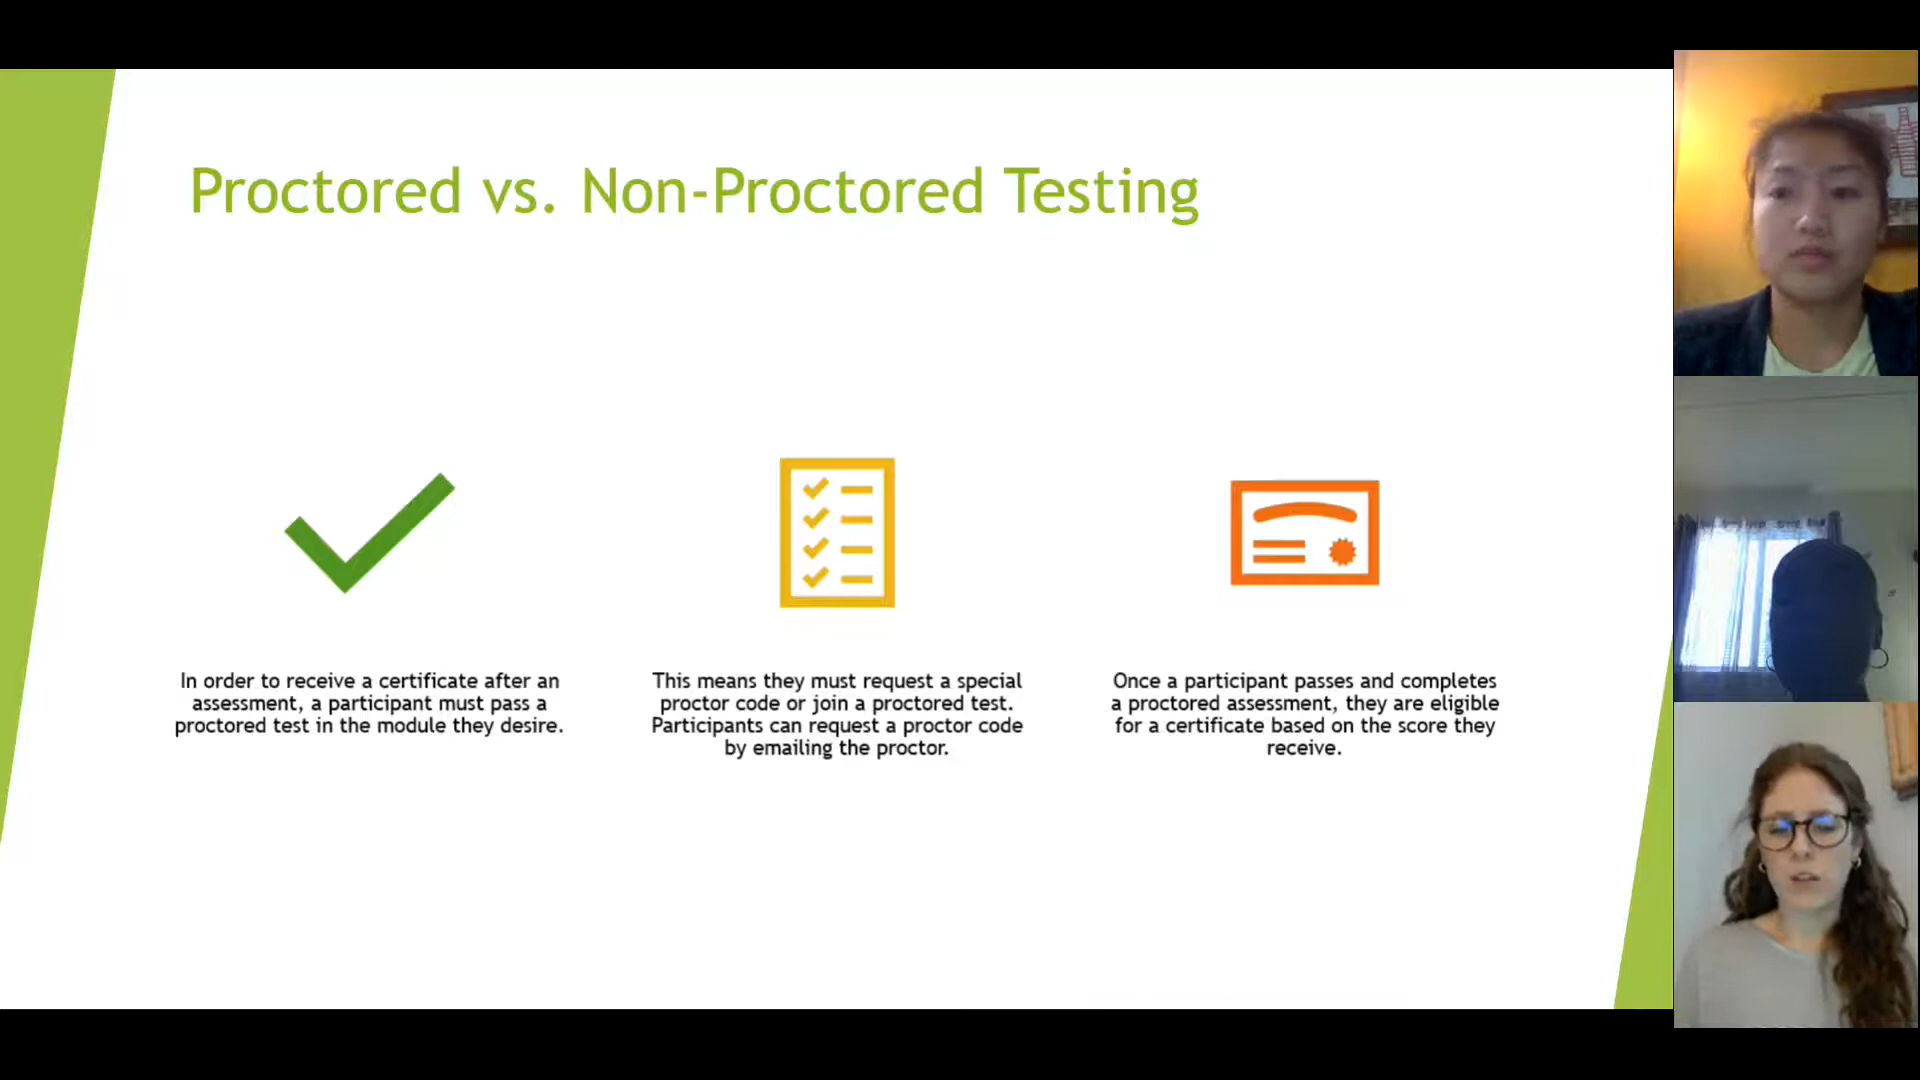 Proctored vs. Non-Proctored Testing
In order to receive a certificate after an
assessment, a participant must pass a
proctored test in the module they desire.
This means they must request a special
proctor code or join a proctored test.
Participants can request a proctor code
by emailing the proctor.
Once a participant passes and completes
a proctored assessment, they are eligible
for a certificate based on the score they
receive.